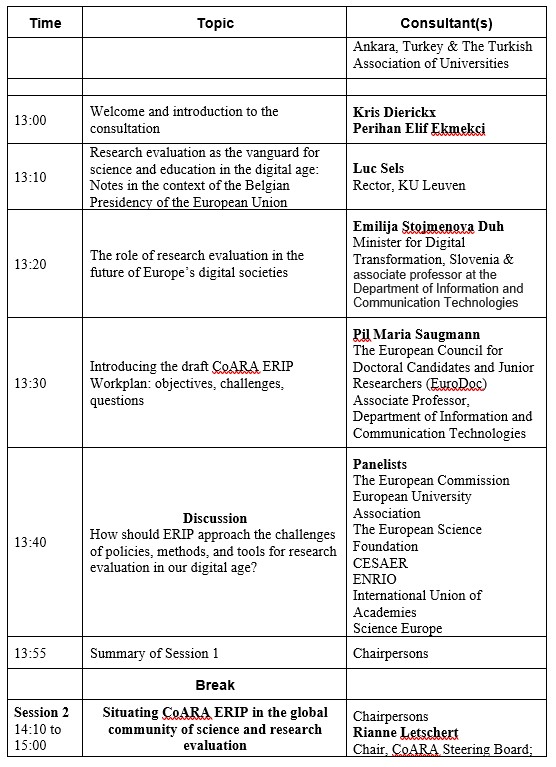 Time
Topic
Consultant(s)
Ankara, Turkey & The Turkish
Association of Universities
13:00
Welcome and introduction to the
consultation
Kris Dierickx
Perihan Elif Ekmekci
13:10
Research evaluation as the vanguard for
science and education in the digital age:
Notes in the context of the Belgian
Presidency of the European Union
Luc Sels
Rector, KU Leuven
13:20
The role of research evaluation in the
future of Europe’s digital societies
Emilija Stojmenova Duh
Minister for Digital
Transformation, Slovenia &
associate professor at the
Department of Information and
Communication Technologies
13:30
Introducing the draft CoARA ERIP
Workplan: objectives, challenges,
questions
Pil Maria Saugmann
The European Council for
Doctoral Candidates and Junior
Researchers (EuroDoc)
Associate Professor,
Department of Information and
Communication Technologies
13:40
Discussion
How should ERIP approach the challenges
of policies, methods, and tools for research
evaluation in our digital age?
Panelists
The European Commission
European University
Association
The European Science
Foundation
CESAER
ENRIO
International Union of
Academies
Science Europe
13:55
Summary of Session 1
Chairpersons
Break
Session 2
14:10 to
15:00
Situating CoARA ERIP in the global
community of science and research
evaluation
Chairpersons
Rianne Letschert
Chair, CoARA Steering Board;